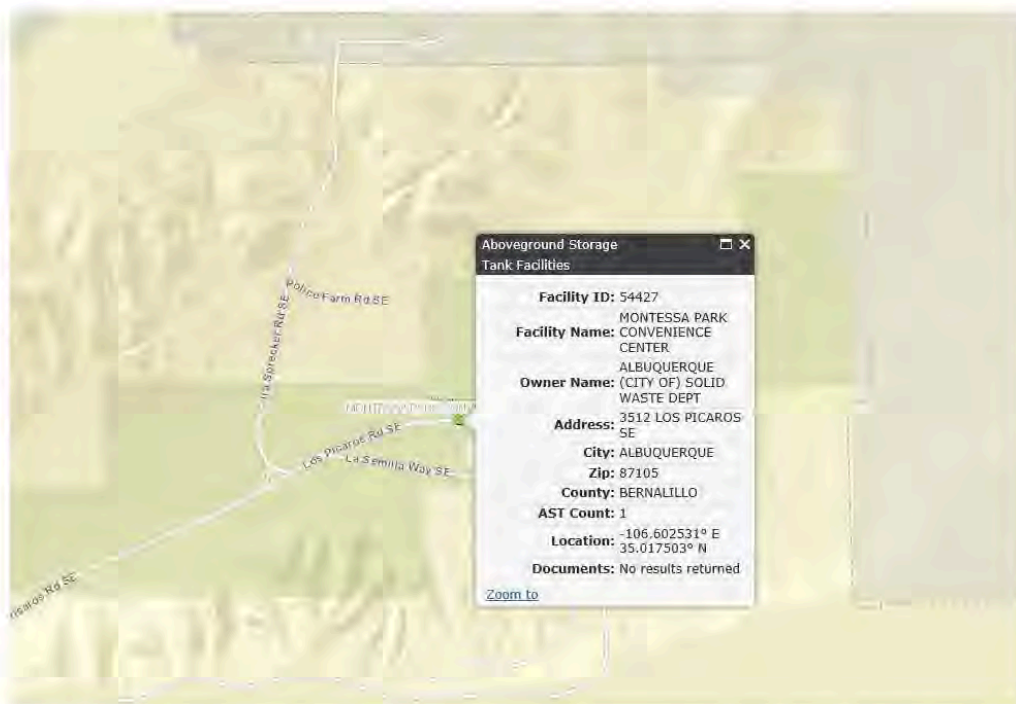 Aboveground Storage
Tank Facilities
Facility ID: 54427
Facility Name: MONTESSA PARK
CONVENIENCE
CENTER
Owner Name: ALBUQUERQUE
(CITY OF) SOLID
WASTE DEPT
Address: 3512 LOS PICAROS
SE
City: ALBUQUERQUE
Zip: 87105
County: BERNALILLO
AST Count: 1
Location: -106.602531° E
35.017503° N
Documents: No results returned
Zoom to
Police Farm Rd SE
Ira Sprecker Rd SE
Los Picaros Rd SE
La Semilla Way SE
Rd SE